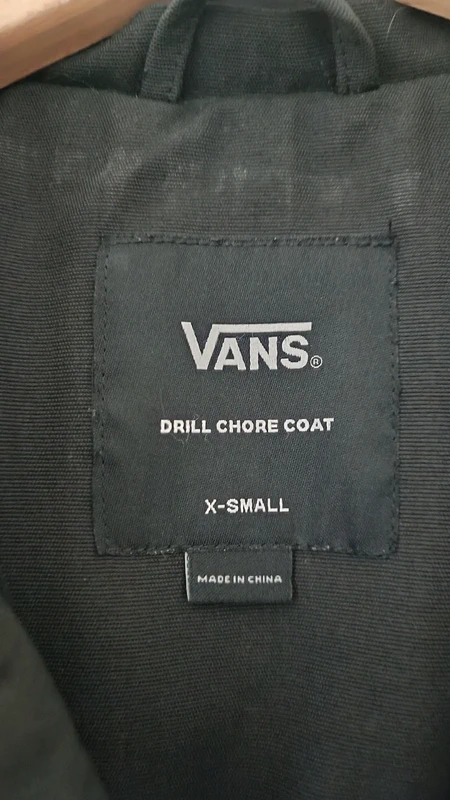 VANS®
DRILL CHORE COAT
X-SMALL
MADE IN CHINA